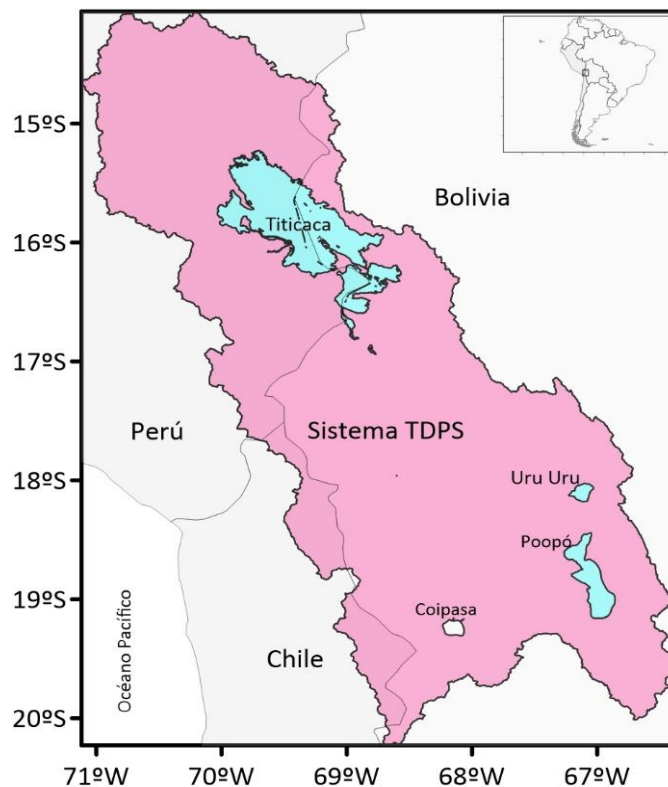 15ºS
Bolivia
Titicaca
16ºS
17ºS
Perú
Sistema TDPS
Uru Uru
18ºS
Poopó
19ºS
Coipasa
Océano Pacífico
Chile
20ºS
71ºW
70ºW
69ºW
68ºW
67ºW